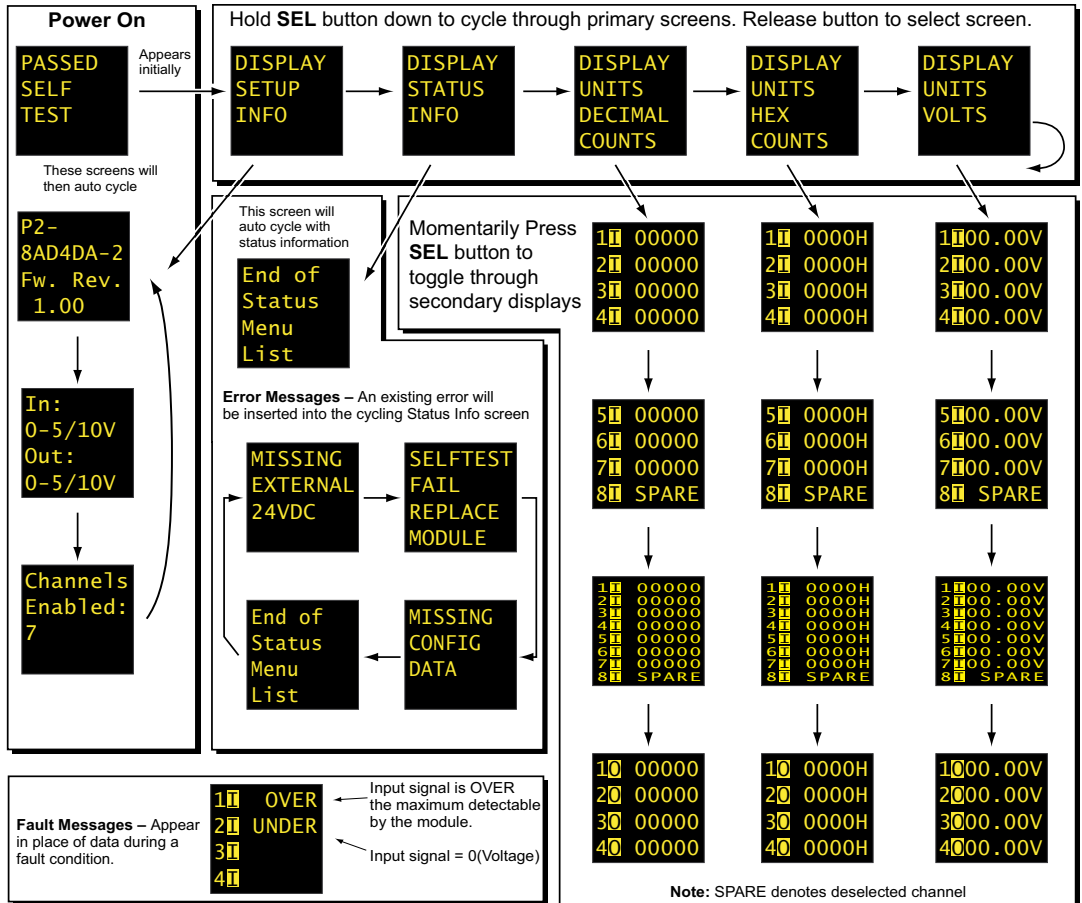 Power On
PASSED
SELF
TEST
Appears
initially
These screens will
then auto cycle
P2-
8AD4DA-2
Fw. Rev.
1.00
In:
0-5/10V
Out:
0-5/10V
Channels
Enabled:
7
Hold SEL button down to cycle through primary screens. Release button to select screen.
DISPLAY
SETUP
INFO
DISPLAY
STATUS
INFO
DISPLAY
UNITS
DECIMAL
COUNTS
DISPLAY
UNITS
HEX
COUNTS
DISPLAY
UNITS
VOLTS
This screen will
auto cycle with
status information
End of
Status
Menu
List
Error Messages – An existing error will
be inserted into the cycling Status Info screen
MISSING
EXTERNAL
24VDC
SELFTEST
FAIL
REPLACE
MODULE
End of
Status
Menu
List
MISSING
CONFIG
DATA
Momentarily Press
SEL button to
toggle through
secondary displays
1I 00000
2I 00000
3I 00000
4I 00000
1I 0000H
2I 0000H
3I 0000H
4I 0000H
1I00.00V
2I00.00V
3I00.00V
4I00.00V
5I 00000
6I 00000
7I 00000
8I SPARE
5I 0000H
6I 0000H
7I 0000H
8I SPARE
5I00.00V
6I00.00V
7I00.00V
8I SPARE
1I 00000
2I 00000
3I 00000
4I 00000
5I 00000
6I 00000
7I 00000
8I SPARE
1I 0000H
2I 0000H
3I 0000H
4I 0000H
5I 0000H
6I 0000H
7I 0000H
8I SPARE
1I00.00V
2I00.00V
3I00.00V
4I00.00V
5I00.00V
6I00.00V
7I00.00V
8I SPARE
1O 00000
2O 00000
3O 00000
4O 00000
1O 0000H
2O 0000H
3O 0000H
4O 0000H
1O00.00V
2O00.00V
3O00.00V
4O00.00V
Note: SPARE denotes deselected channel
Fault Messages – Appear
in place of data during a
fault condition.
1I OVER
2I UNDER
3I
4I
Input signal is OVER
the maximum detectable
by the module.
Input signal = 0(Voltage)